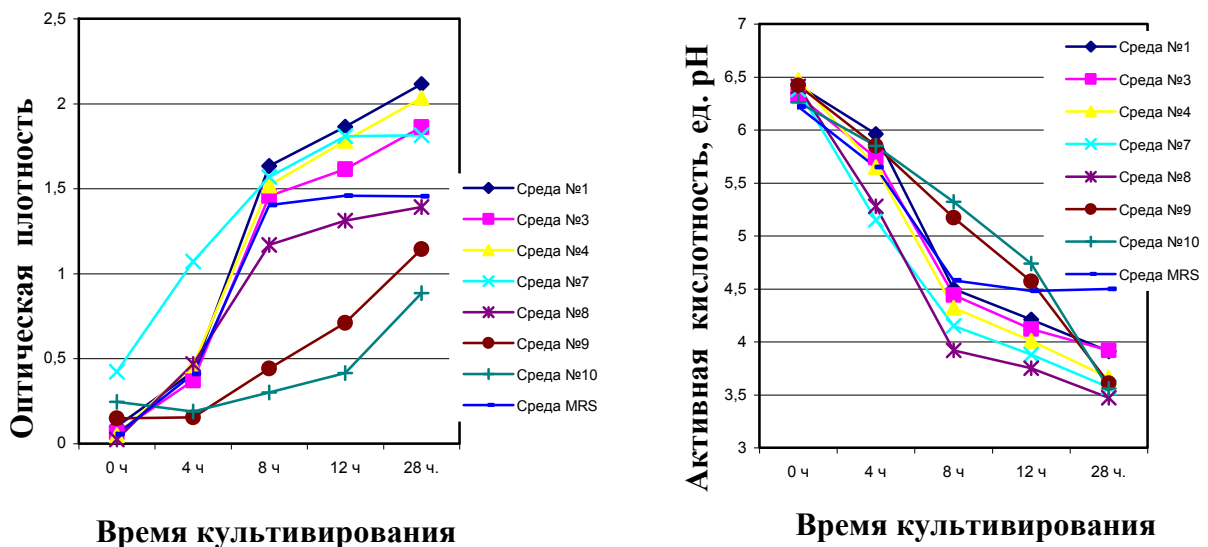 Оптическая плотность
2,5
2
1,5
1
0,5
0
0 ч
4 ч
8 ч
12 ч
28 ч.
Время культивирования
Среда №1
Среда №3
Среда №4
Среда №7
Среда №8
Среда №9
Среда №10
Среда MRS
Активная кислотность, ед. pH
7
6,5
6
5,5
5
4,5
4
3,5
3
0 ч
4 ч
8 ч
12 ч
28 ч.
Время культивирования
Среда №1
Среда №3
Среда №4
Среда №7
Среда №8
Среда №9
Среда №10
Среда MRS